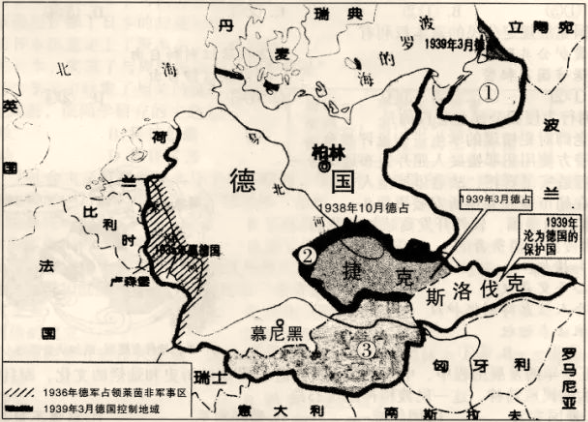 丹麦
瑞典
波罗的海
立陶宛
1939年3月德
①
北海
英国
荷兰
柏林
德国
易北河
波兰
比利时
1938年10月德占
1939年3月德占
1939年
沦为德国的
保护国
②
捷克
斯洛伐克
卢森堡
法国
慕尼黑
③
匈牙利
罗马尼亚
瑞士
意大利
南斯拉夫
1936年德军占领莱茵非军事区
1939年3月德国控制地域